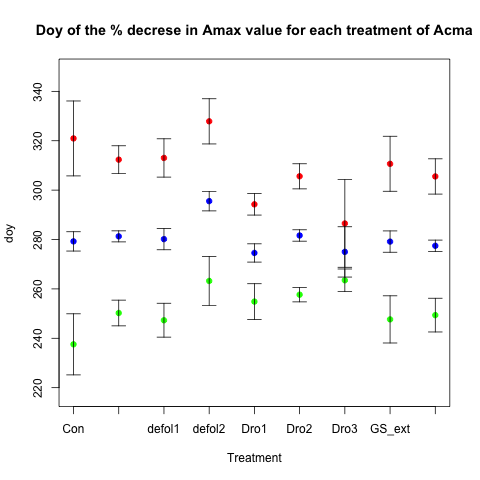 Doy of the % decrese in Amax value for each treatment of Acma
340
320
300
280
260
240
220
doy
Con defol1 defol2 Dro1 Dro2 Dro3 GS_ext
Treatment